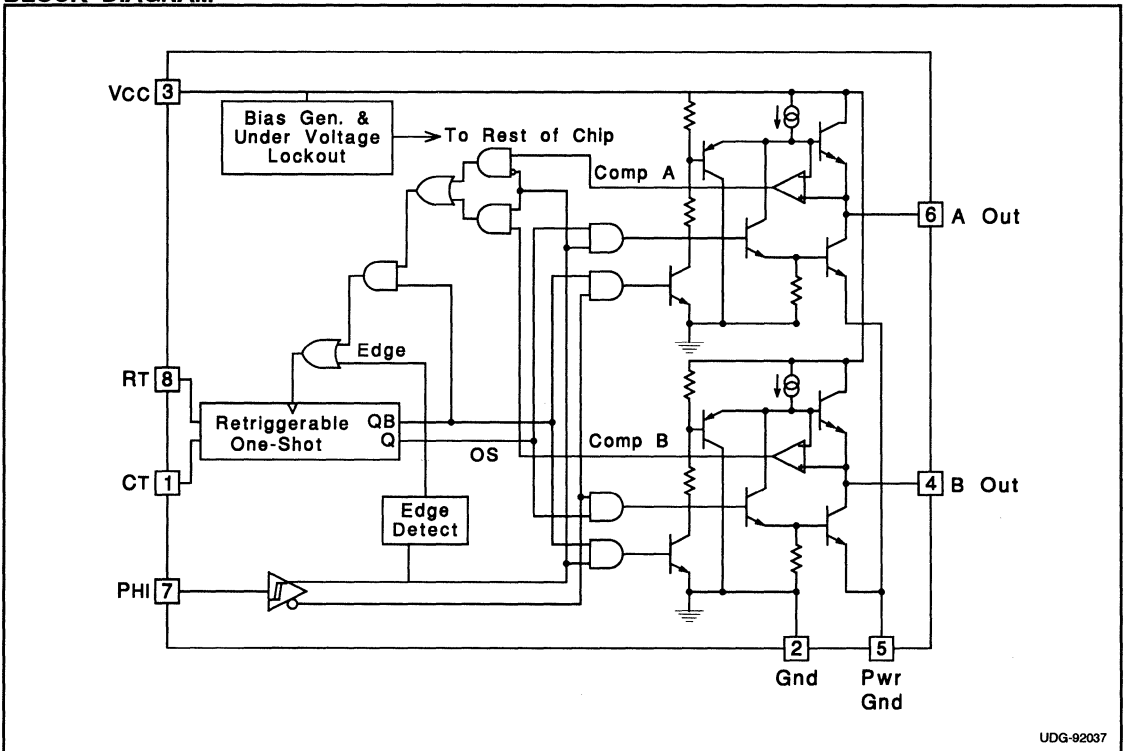 BLOCK DIAGRAM
VCC 3
Bias Gen. &
Under Voltage
Lockout
To Rest of Chip
Comp A
6 A Out
Edge
RT 8
Retriggerable
One-Shot
QB
Q
OS
Comp B
CT 1
4 B Out
Edge
Detect
PHI 7
2
Gnd
5
Pwr
Gnd
UDG-92037